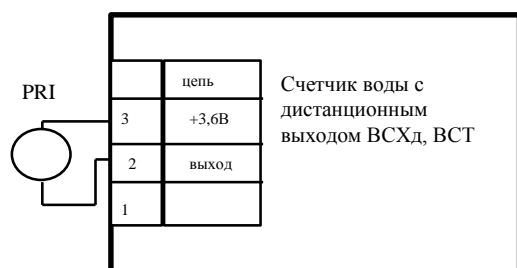 цепь
PRI
3 +3,6В
2 выход
1
Счетчик воды с
дистанционным
выходом ВСХд, ВСТ